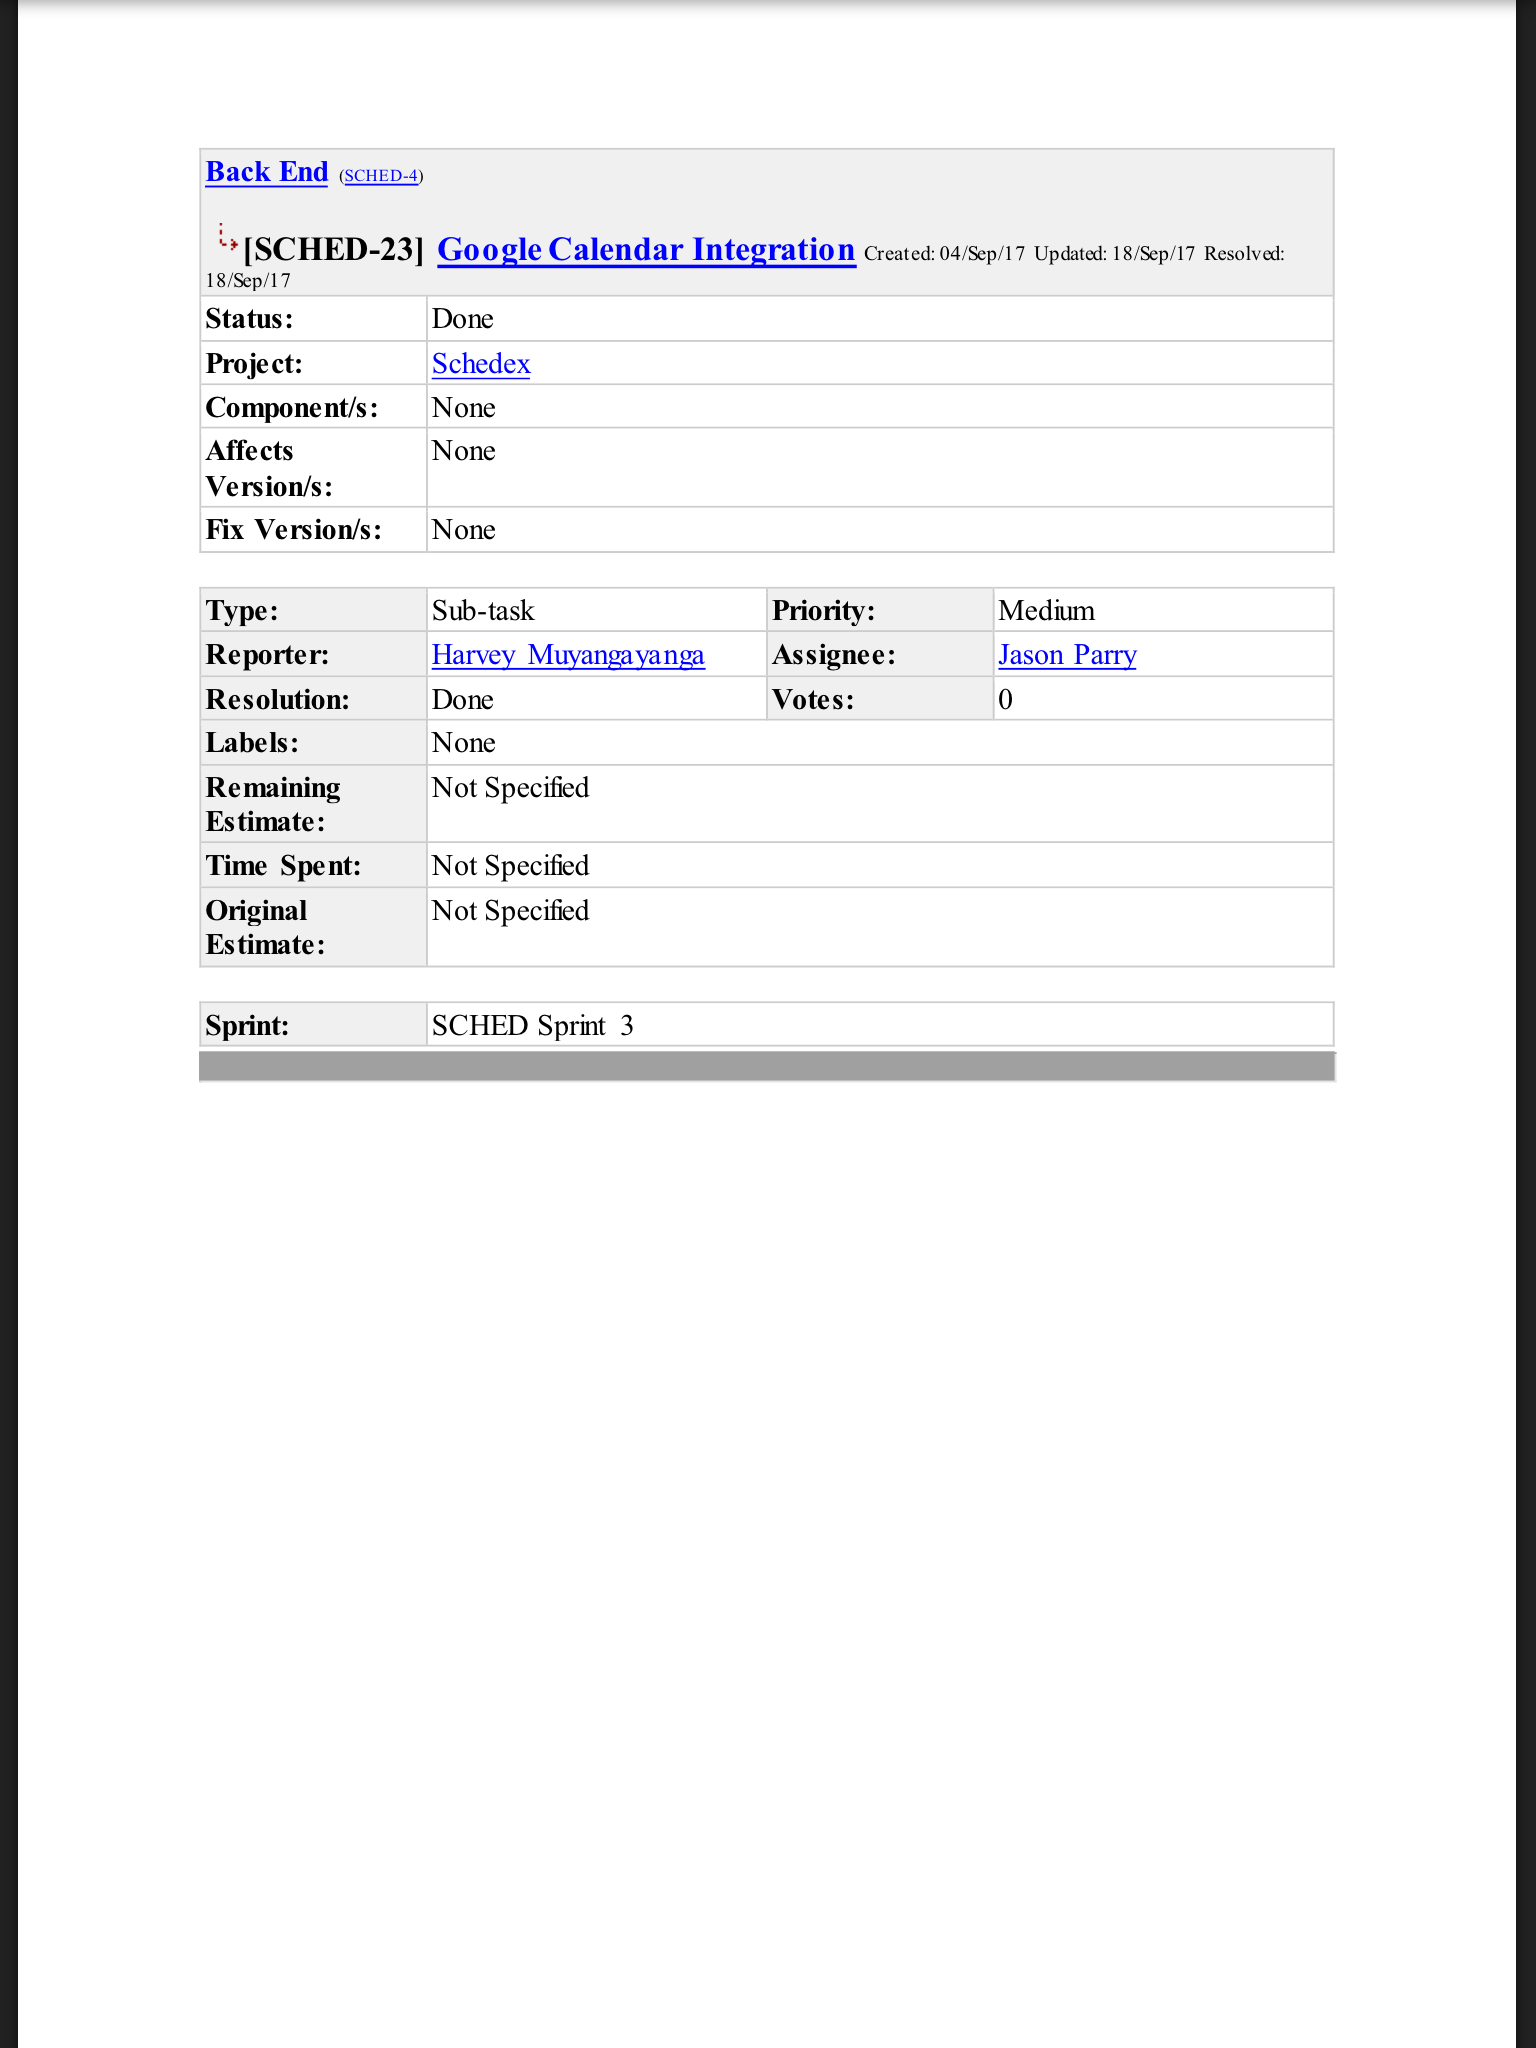 Back End (SCHED-4)
[SCHED-23] Google Calendar Integration Created: 04/Sep/17 Updated: 18/Sep/17 Resolved:
18/Sep/17
Status: Done
Project: Schedex
Component/s: None
Affects None
Version/s:
Fix Version/s: None
Type: Sub-task Priority: Medium
Reporter: Harvey Muyangayanga Assignee: Jason Parry
Resolution: Done Votes: 0
Labels: None
Remaining Not Specified
Estimate:
Time Spent: Not Specified
Original Not Specified
Estimate:
Sprint: SCHED Sprint 3